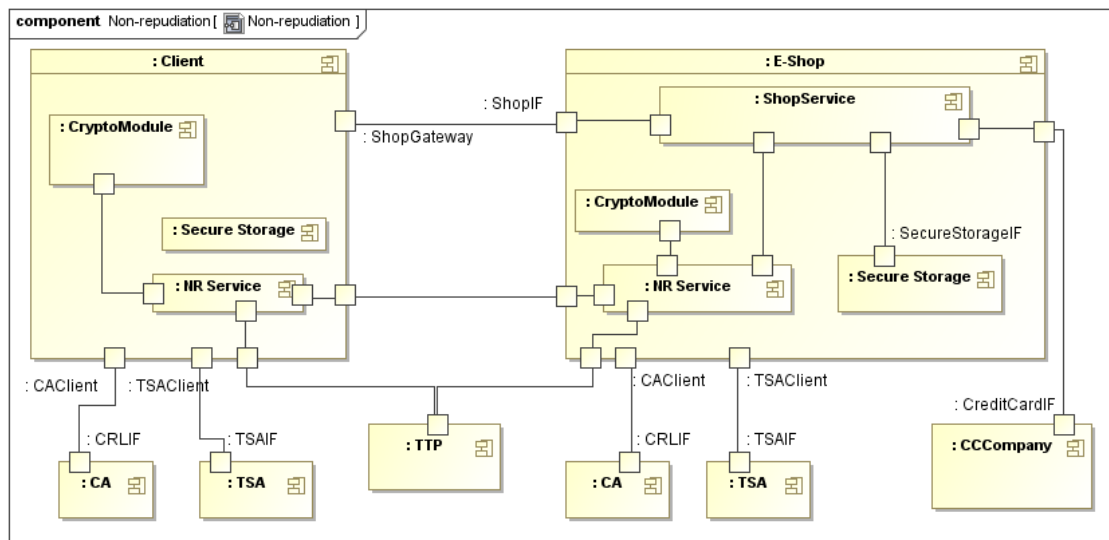 component Non-repudiation [ Non-repudiation ]
: Client
: E-Shop
: ShopIF
: ShopService
: CryptoModule
: ShopGateway
: CryptoModule
: Secure Storage
: SecureStorageIF
: NR Service
: NR Service
: Secure Storage
: CAClient
: TSAClient
: CAClient
: TSAClient
: CreditCardIF
: CRLIF
: TSAIF
: TTP
: CRLIF
: TSAIF
: CCCompany
: CA
: TSA
: CA
: TSA